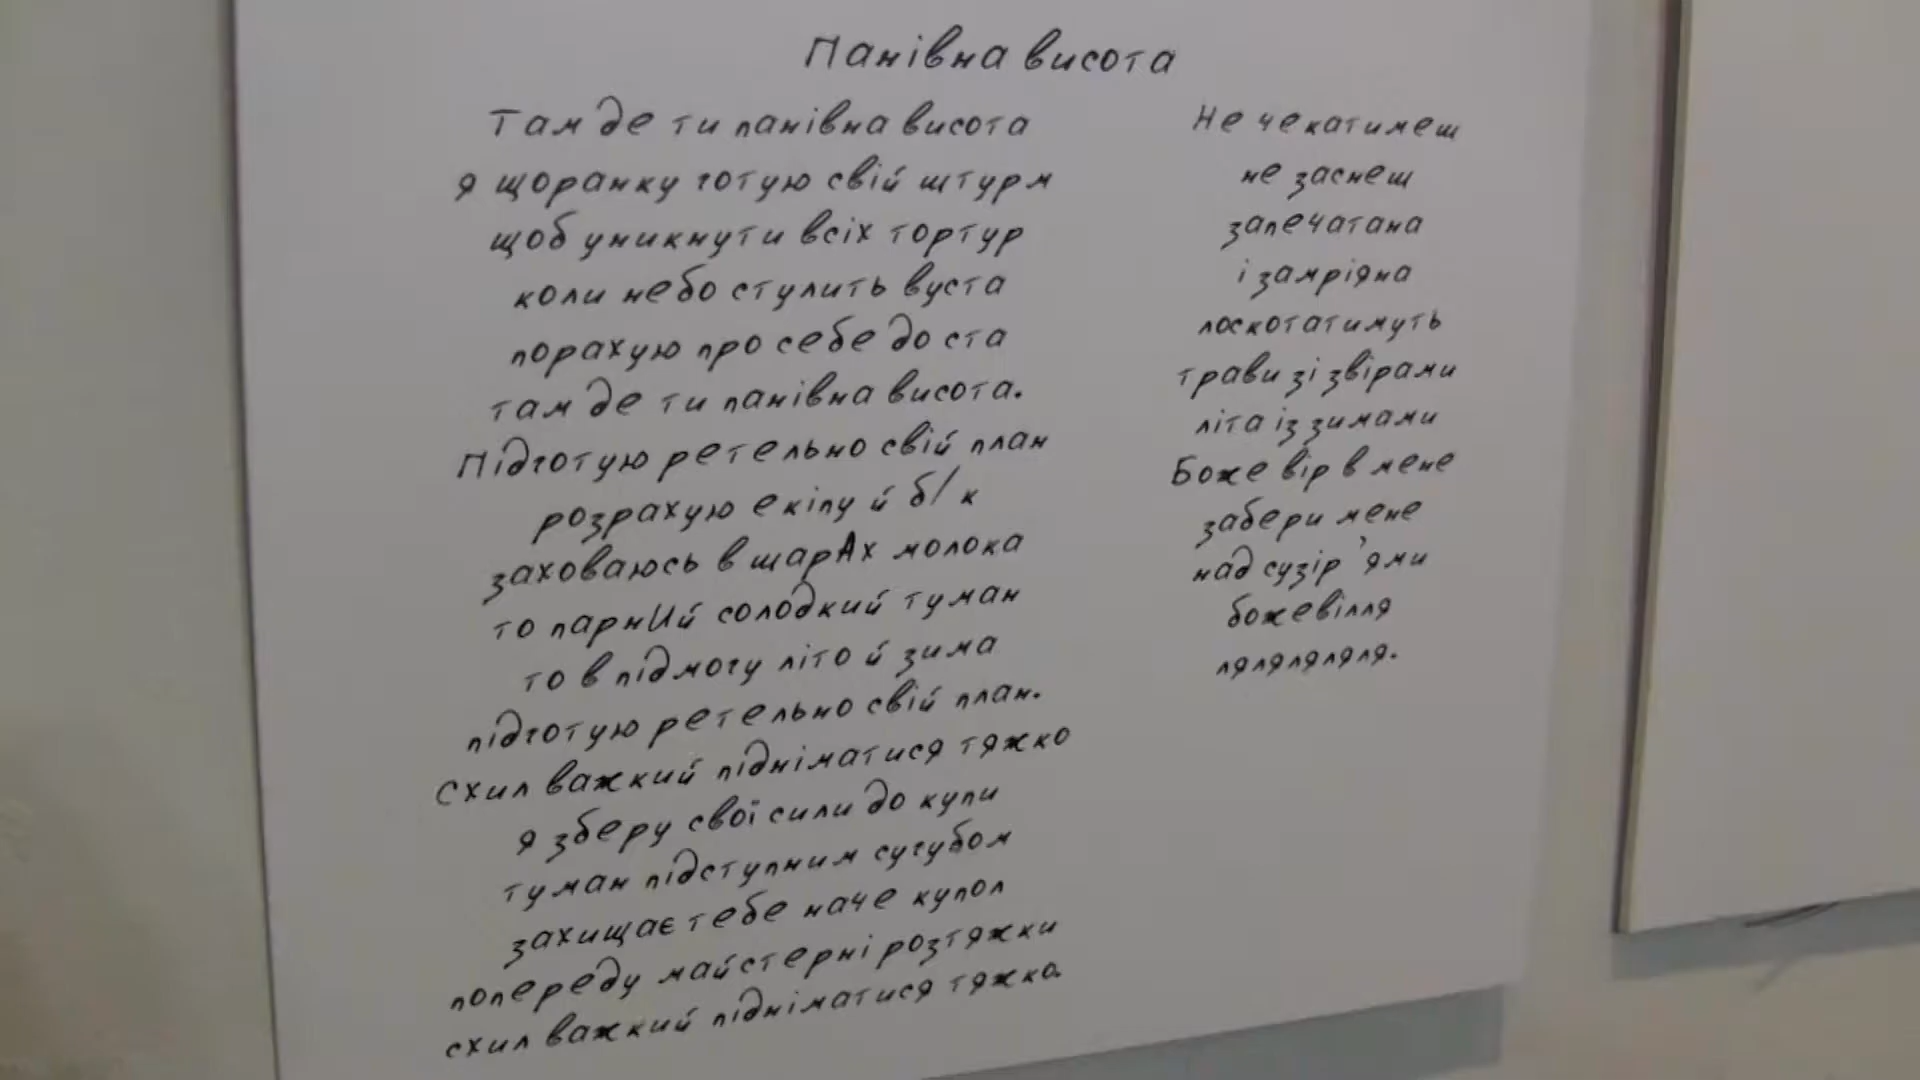 Панівна висота
Там де ти панівна висота
я щоранку готую свій штурм
щоб уникнути всіх тортур
коли небо стулить вуста
порахую про себе до ста
там де ти панівна висота.
Підготую ретельно свій план
розрахую екіпу й б/к
заховаюсь в шарАх молока
то парнИй солодкий туман
то в підмогу літо й зима
підготую ретельно свій план.
Схил важкий підніматися тяжко
я зберу свої сили до купи
туман підступним сугубом
захищає тебе наче купол
попереду майстерні розтяжки
схил важкий підніматися тяжко.
Не чекатимеш
не заснеш
запечатана
і замріяна
лоскотатимуть
трави зі звірами
літа із зимами
Боже вір в мене
забери мене
над сузір'ями
божевілля
ляляляляля.